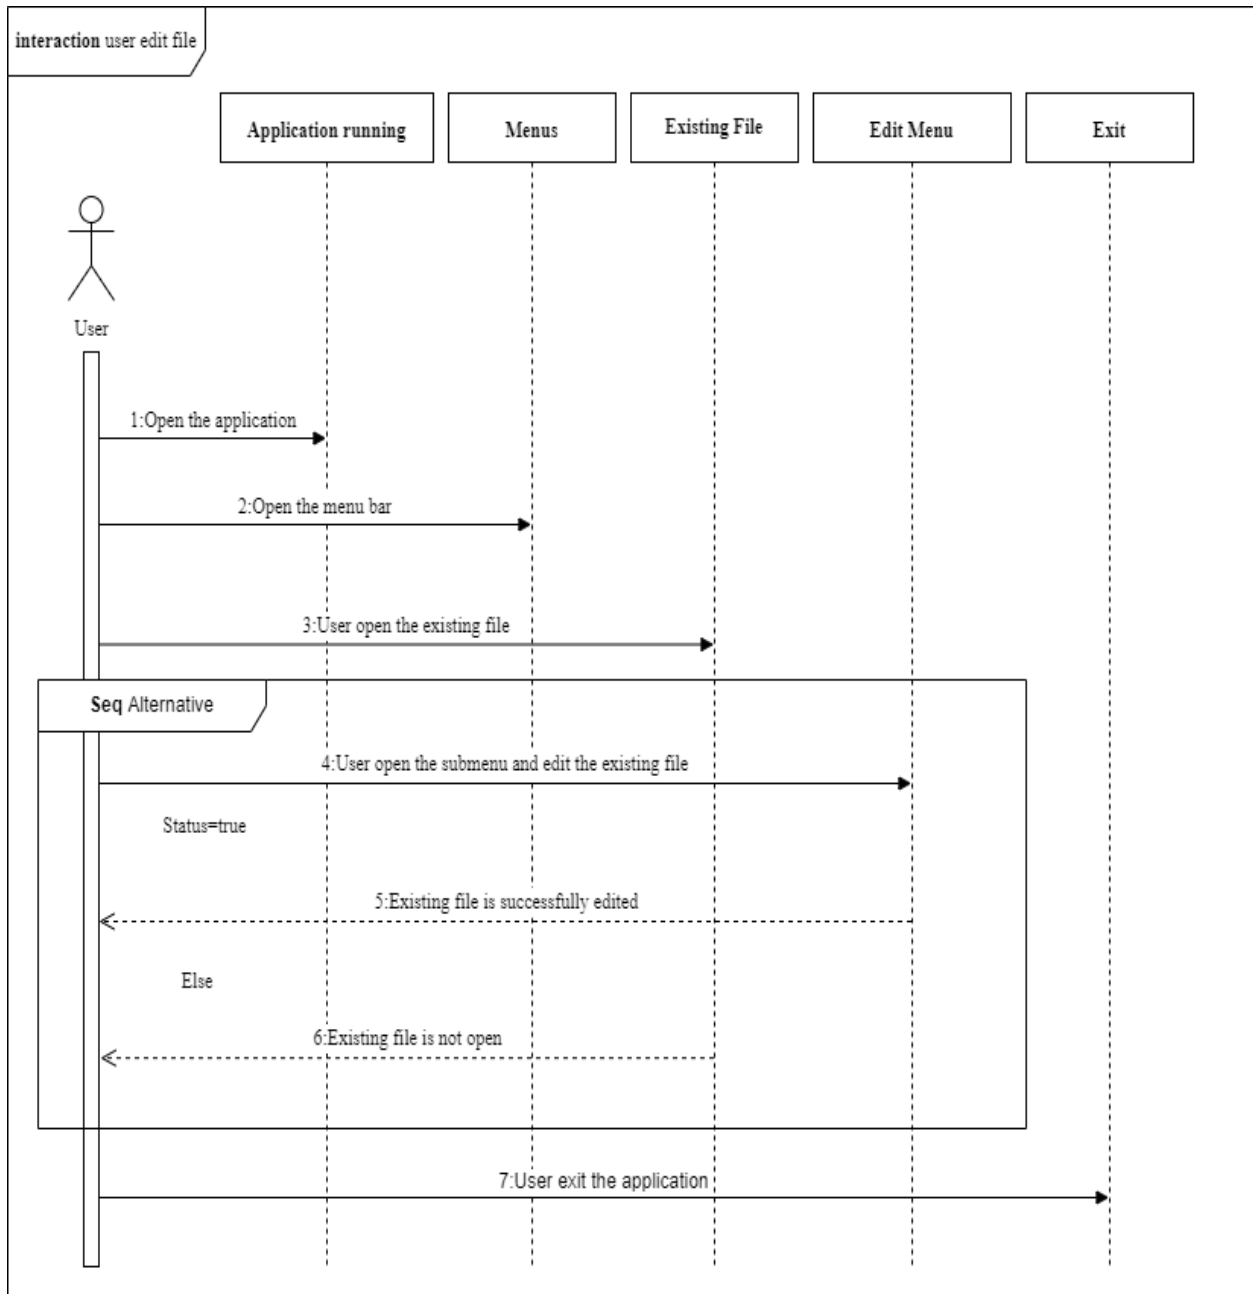 interaction user edit file
Application running
Menus
Existing File
Edit Menu
Exit
User
1:Open the application
2:Open the menu bar
3:User open the existing file
Seq Alternative
4:User open the submenu and edit the existing file
Status=true
5:Existing file is successfully edited
Else
6:Existing file is not open
7:User exit the application